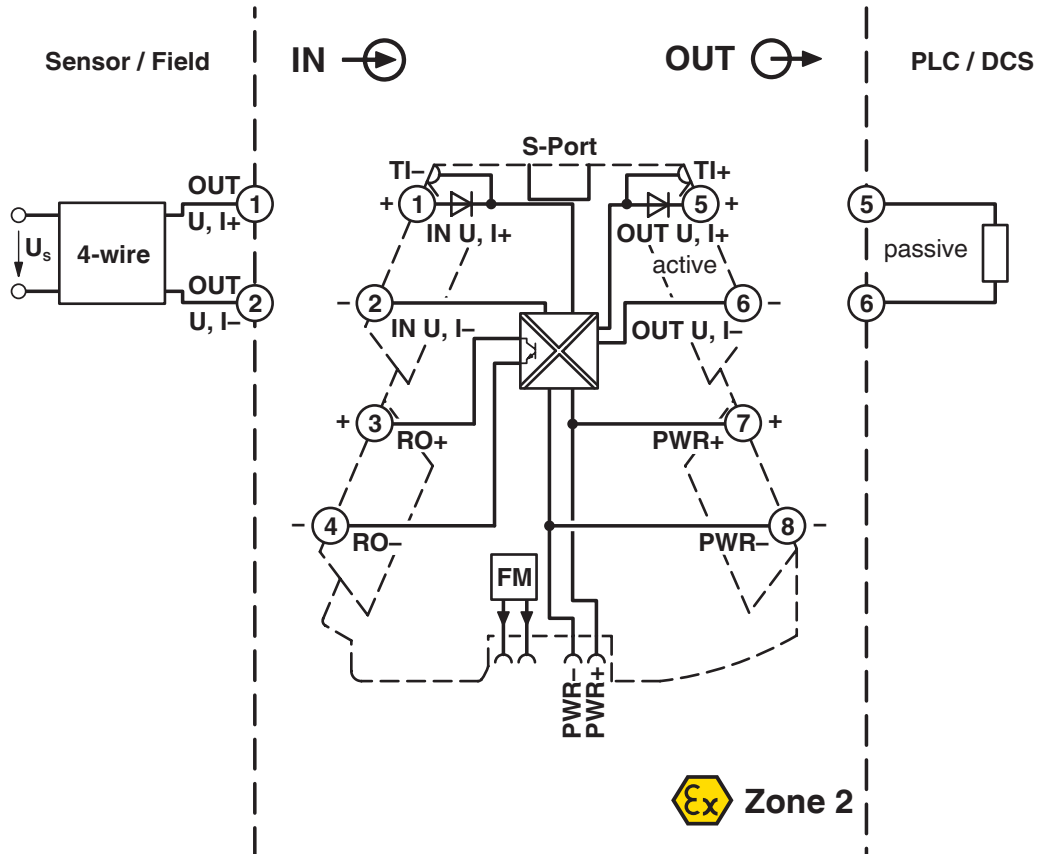 Sensor / Field
IN
OUT
PLC / DCS
S-Port
TI–
TI+
OUT
1
U, I+
+ 1
5 +
5
IN U, I+
OUT U, I+
Us
4-wire
active
passive
OUT
2
U, I–
– 2
6 –
6
IN U, I–
OUT U, I–
+ 3
7 +
RO+
PWR+
– 4
8 –
RO–
PWR–
FM
PWR–
PWR+
Ex Zone 2